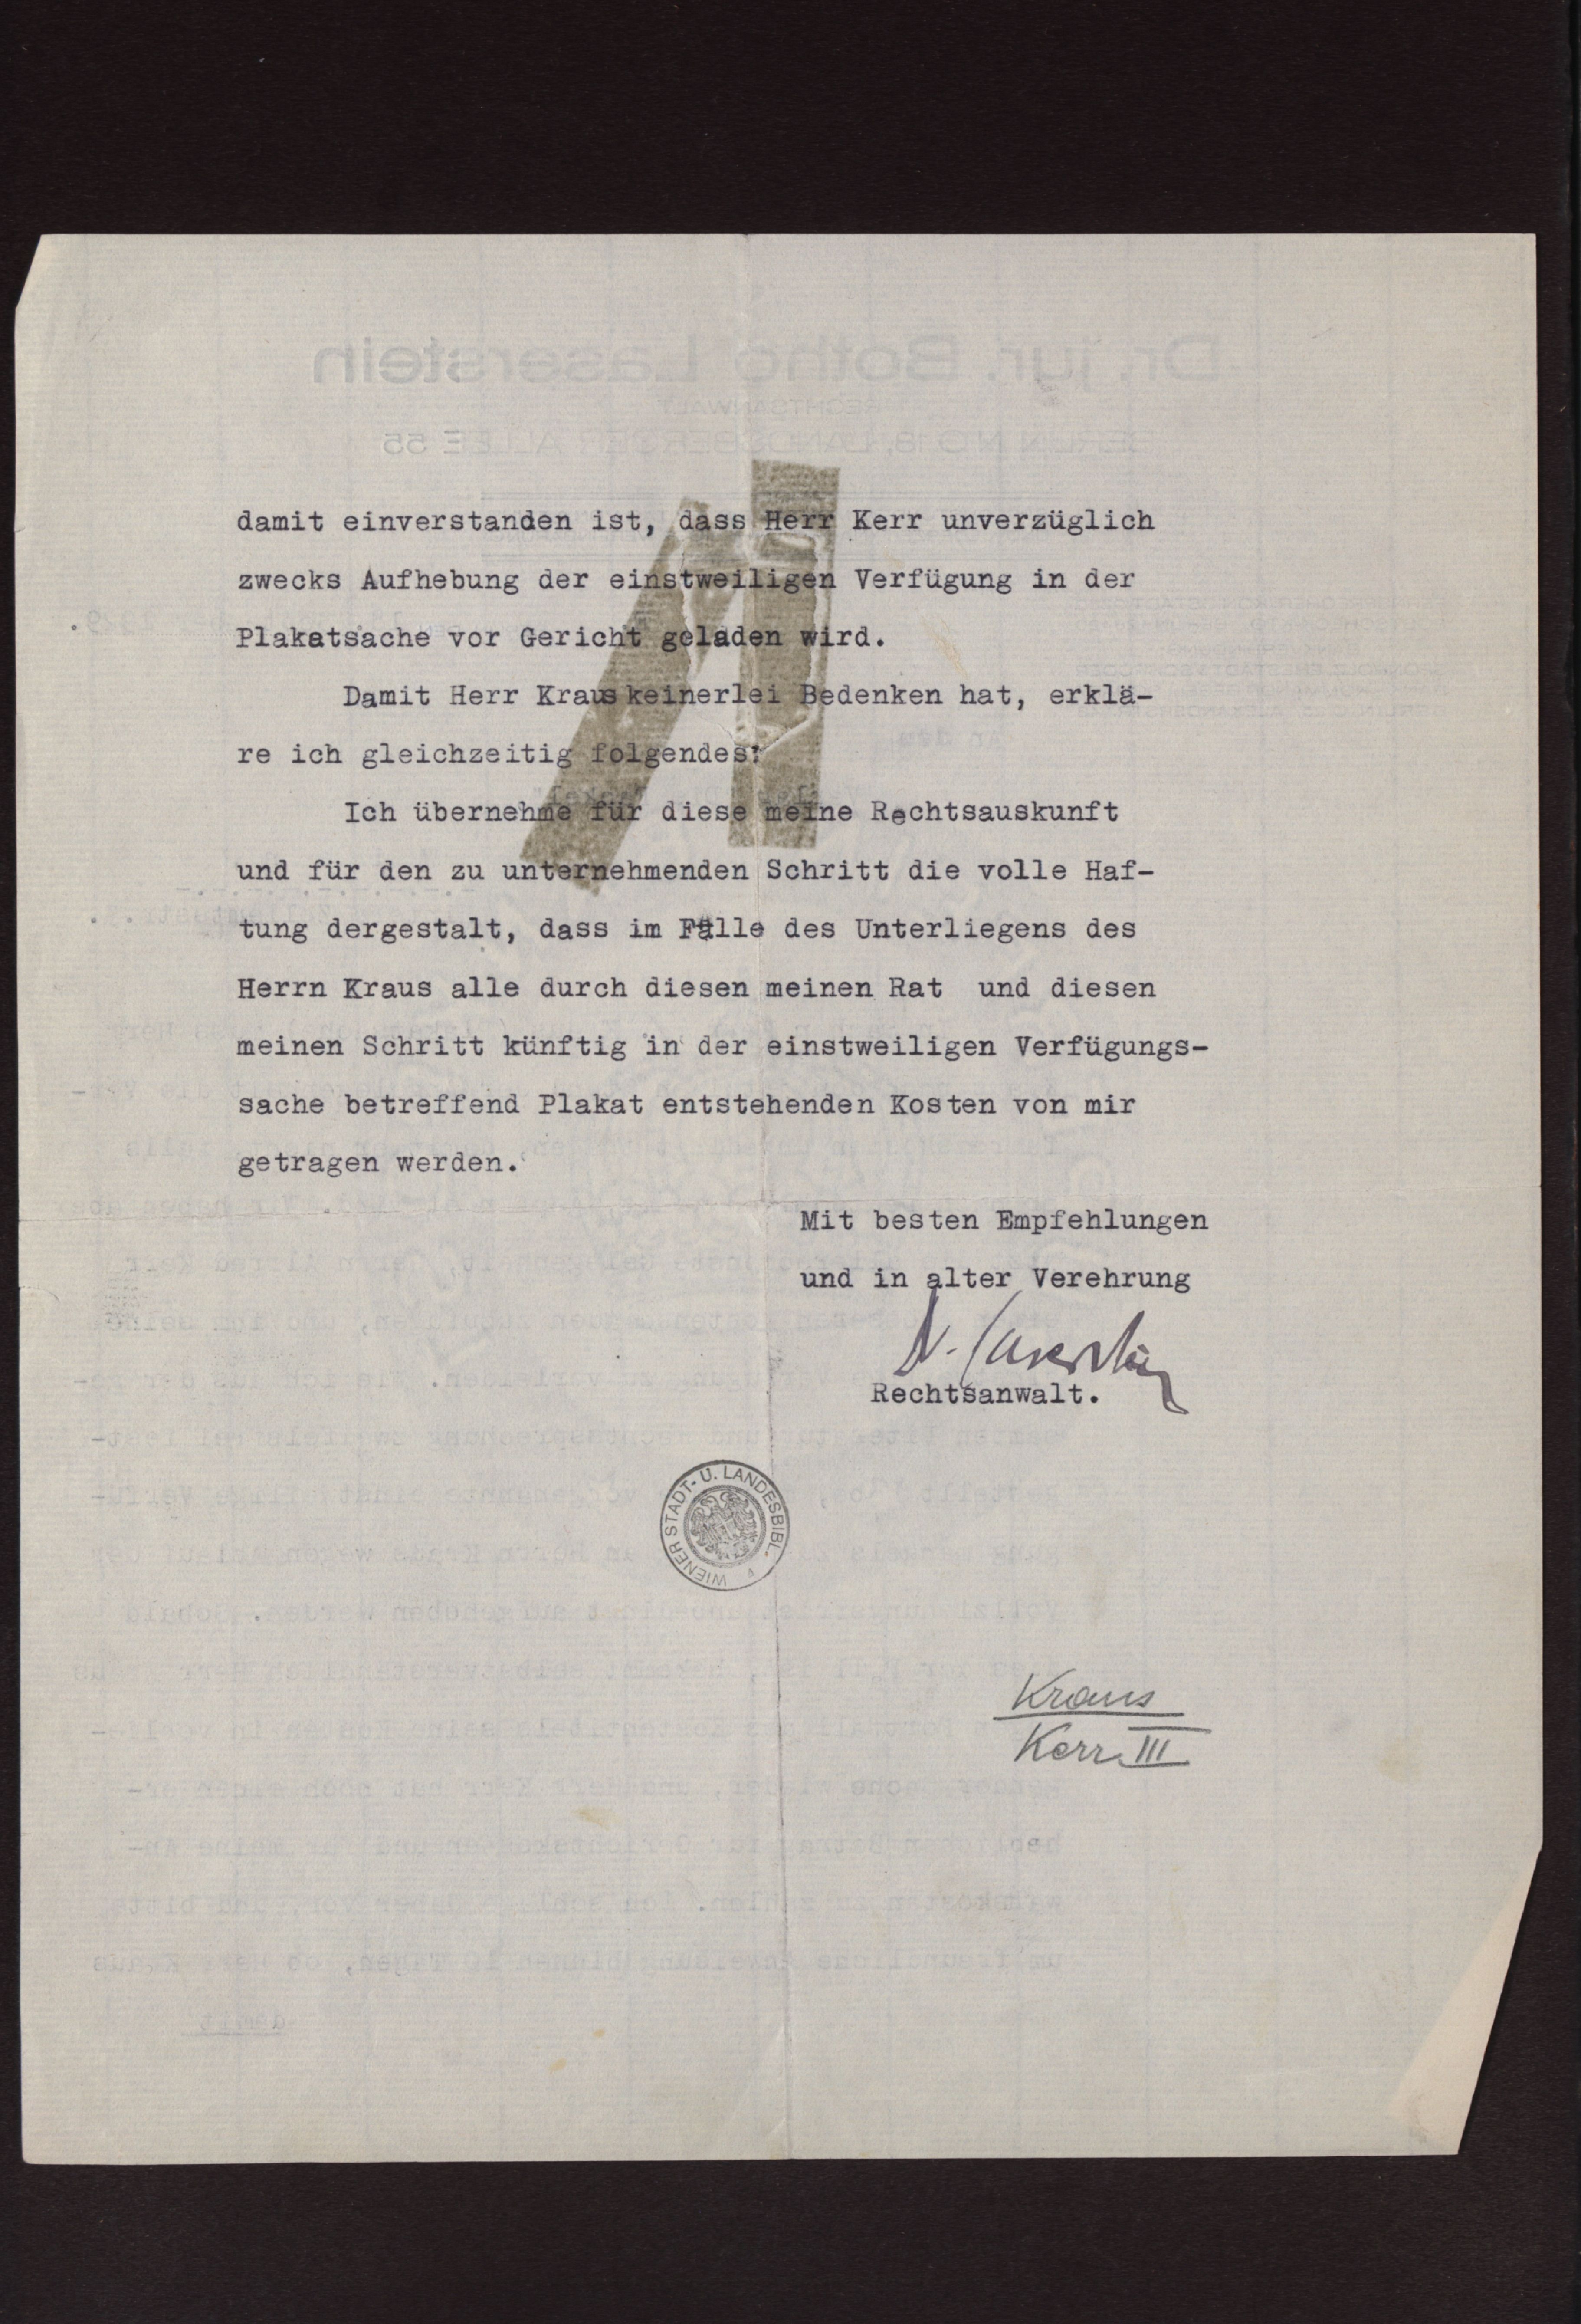 damit einverstanden ist, dass Herr Kerr unverzüglich
zwecks Aufhebung der einstweiligen Verfügung in der
Plakatsache vor Gericht geladen wird.
Damit Herr Kraus keinerlei Bedenken hat, erklä-
re ich gleichzeitig folgendes:
Ich übernehme für diese meine Rechtsauskunft
und für den zu unternehmenden Schritt die volle Haf-
tung dergestalt, dass im Falle des Unterliegens des
Herrn Kraus alle durch diesen meinen Rat und diesen
meinen Schritt künftig in der einstweiligen Verfügungs-
sache betreffend Plakat entstehenden Kosten von mir
getragen werden.
Mit besten Empfehlungen
und in alter Verehrung
Dr. Laserstein
Rechtsanwalt.
WIENER STADT- U. LANDESBIBL.
Kraus
Kerr III